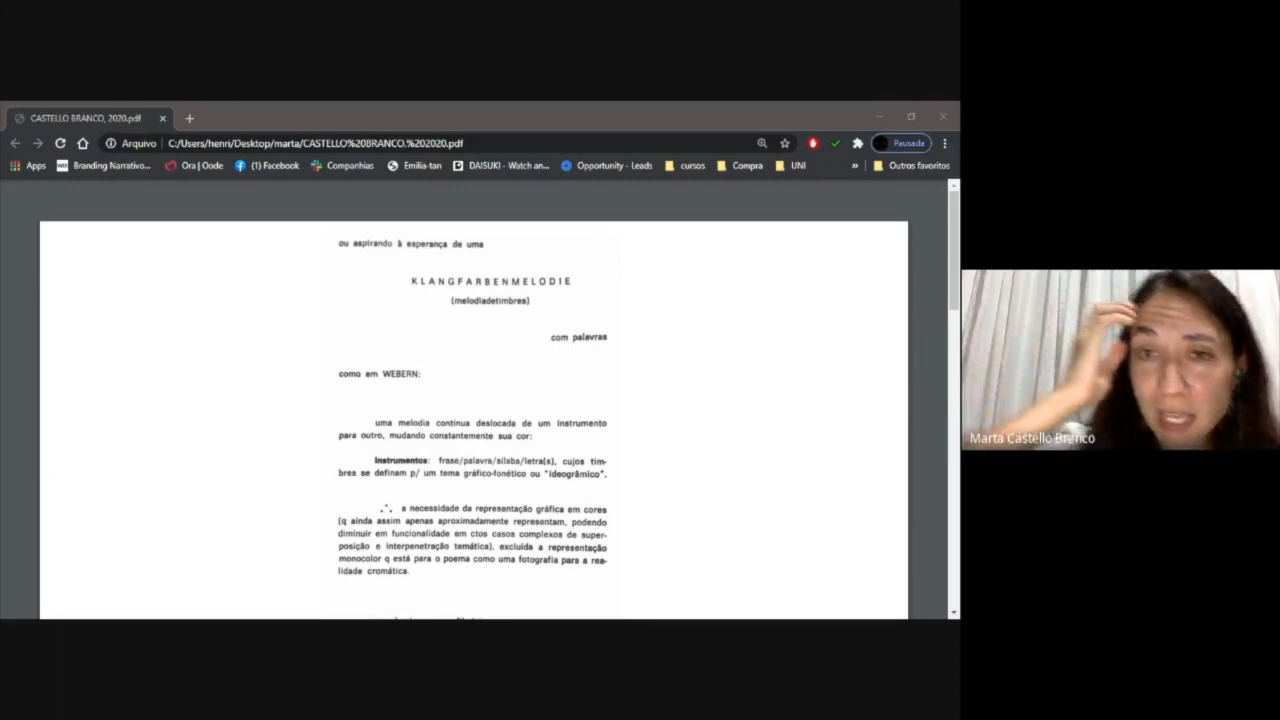 CASTELLO BRANCO, 2020.pdf
Arquivo
C:/Users/henri/Desktop/marta/CASTELLO%20BRANCO,%202020.pdf
Pausada
Apps
Branding Narrativo...
Ora | Oode
(1) Facebook
Companhias
Emilia-tan
DAISUKI - Watch an...
Opportunity - Leads
cursos
Compra
UNI
»
Outros favoritos
ou aspirando à esperança de uma
KLANGFARBENMELODIE
(melodiadetimbres)
com palavras
como em WEBERN:
uma melodia contínua deslocada de um instrumento
para outro, mudando constantemente sua cor:
instrumentos: frase/palavra/sílaba/letra(s), cujos tim-
bres se definam p/ um tema gráfico-fonético ou "ideogrâmico".
∴ a necessidade da representação gráfica em cores
(q ainda assim apenas aproximadamente representam, podendo
diminuir em funcionalidade em ctos casos complexos de super-
posição e interpenetração temática), excluída a representação
monocolor q está para o poema como uma fotografia para a rea-
lidade cromática.
Marta Castello Branco